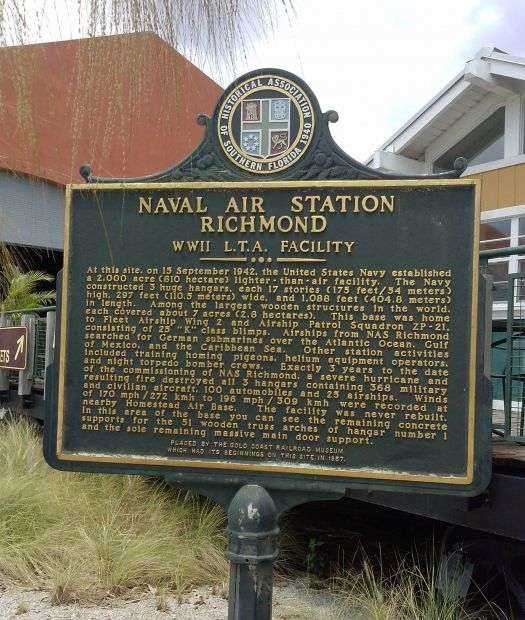 HISTORICAL ASSOCIATION
OF SOUTHERN FLORIDA 1940
NAVAL AIR STATION
RICHMOND
WWII L.T.A. FACILITY
At this site, on 15 September 1942, the United States Navy established
a 2,000 acre (810 hectare) lighter-than-air facility. The Navy
constructed 3 huge hangars, each 17 stories (175 feet/54 meters)
high, 297 feet (110.5 meters) wide, and 1,088 feet (404.8 meters)
in length. Among the largest wooden structures in the world,
each covered about 7 acres (2.8 hectares). This base was home
to Fleet Airship Wing 2 and Airship Patrol Squadron ZP-21,
consisting of 25 "K" class blimps. Airships from NAS Richmond
searched for German submarines over the Atlantic Ocean, Gulf
of Mexico, and the Caribbean Sea. Other station activities
included training homing pigeons, helium equipment operators,
and night torpedo bomber crews. Exactly 3 years to the date
of the commissioning of NAS Richmond, a severe hurricane and
resulting fire destroyed all 3 hangars containing 368 military
and civilian aircraft, 100 automobiles and 25 airships. Winds
of 170 mph/272 kmh to 196 mph/309 kmh were recorded at
nearby Homestead Air Base. The facility was never rebuilt.
In this area of the base you can see the remaining concrete
supports for the 51 wooden truss arches of hangar number 1
and the sole remaining massive main door support.
PLACED BY THE GOLD COAST RAILROAD MUSEUM
WHICH HAD ITS BEGINNINGS ON THIS SITE IN 1957.